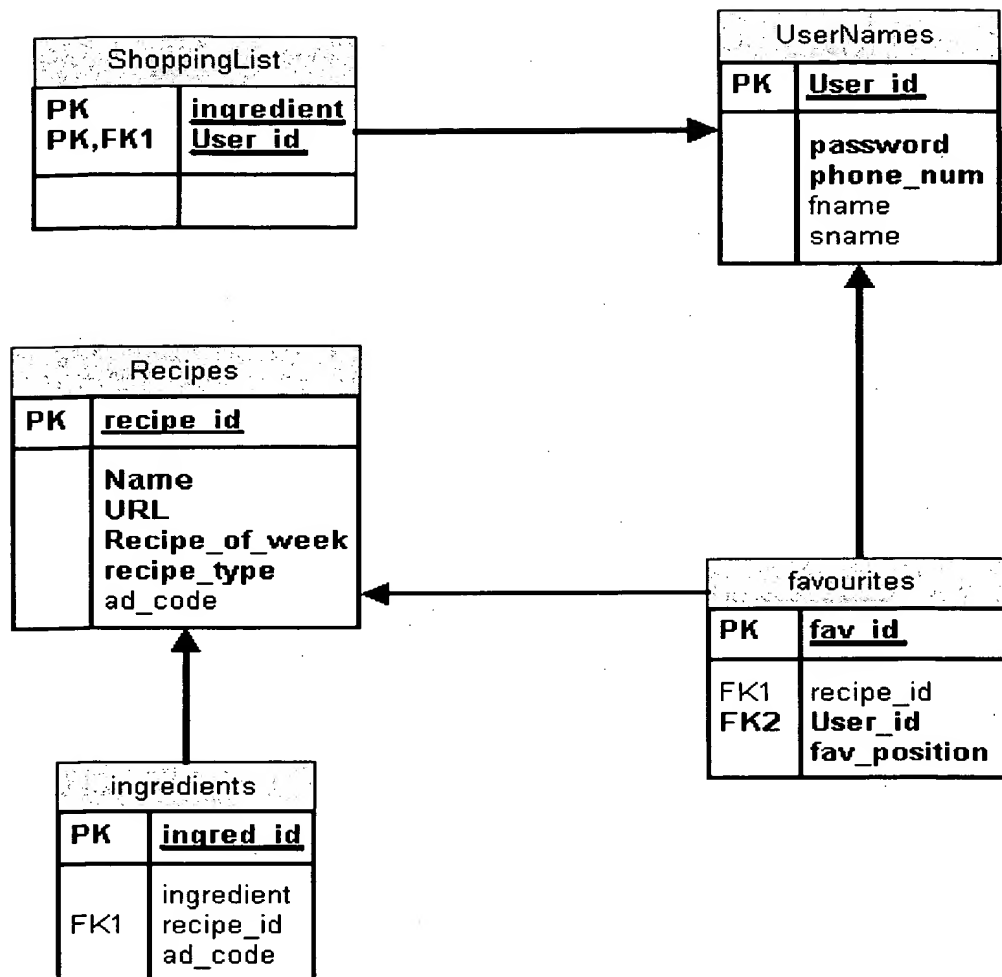 ShoppingList
PK ingredient
PK,FK1 User_id
UserNames
PK User_id
password
phone_num
fname
sname
Recipes
PK recipe_id
Name
URL
Recipe_of_week
recipe_type
ad_code
favourites
PK fav_id
FK1 recipe_id
FK2 User_id
fav_position
ingredients
PK ingred_id
ingredient
FK1 recipe_id
ad_code